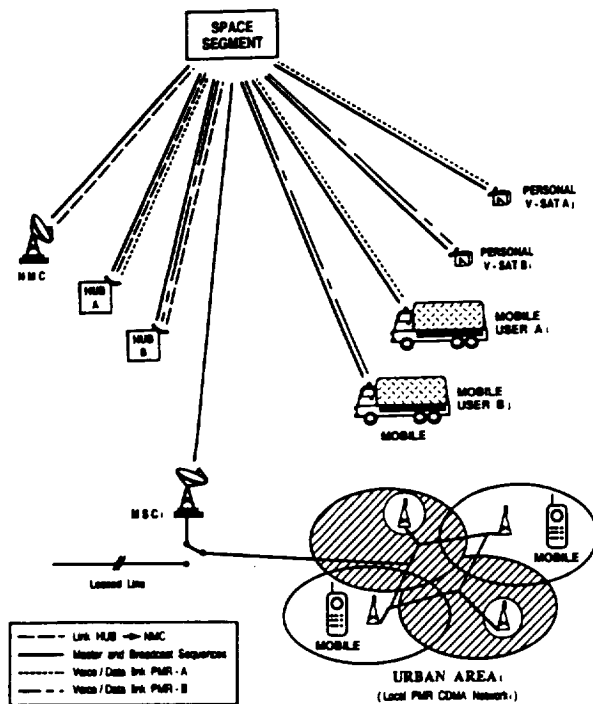 SPACE
SEGMENT
PERSONAL
V-SAT A j
NMC
HUB
A
PERSONAL
V-SAT B i
HUB
B
MOBILE
USER A i
MOBILE
USER B j
MOBILE
MSC i
MOBILE
Leased Line
MOBILE
Link HUB → NMC
Master and Broadcast Sequences
Voice / Data link PMR - A
Voice / Data link PMR - B
URBAN AREA i
(Local PMR CDMA Network i)